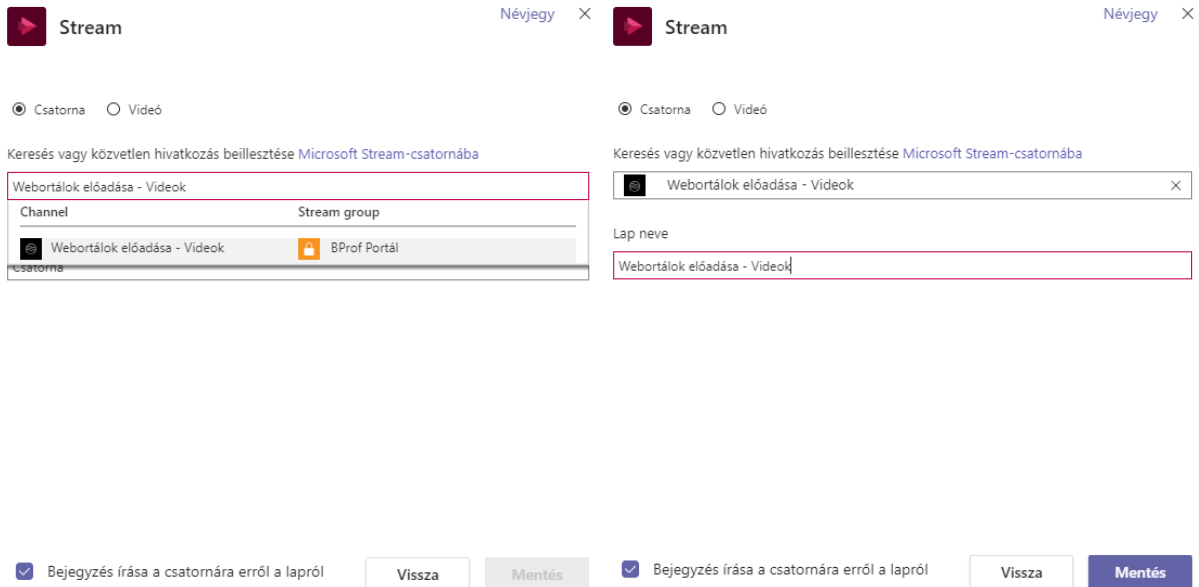 Névjegy
Stream
Csatorna Videó
Keresés vagy közvetlen hivatkozás beillesztése Microsoft Stream-csatornába
Webortálok előadása - Videok
Channel Stream group
Webortálok előadása - Videok BProf Portál
Csatorna
Bejegyzés írása a csatornára erről a lapról Vissza Mentés
Névjegy
Stream
Csatorna Videó
Keresés vagy közvetlen hivatkozás beillesztése Microsoft Stream-csatornába
Webortálok előadása - Videok
Lap neve
Webortálok előadása - Videok
Bejegyzés írása a csatornára erről a lapról Vissza Mentés